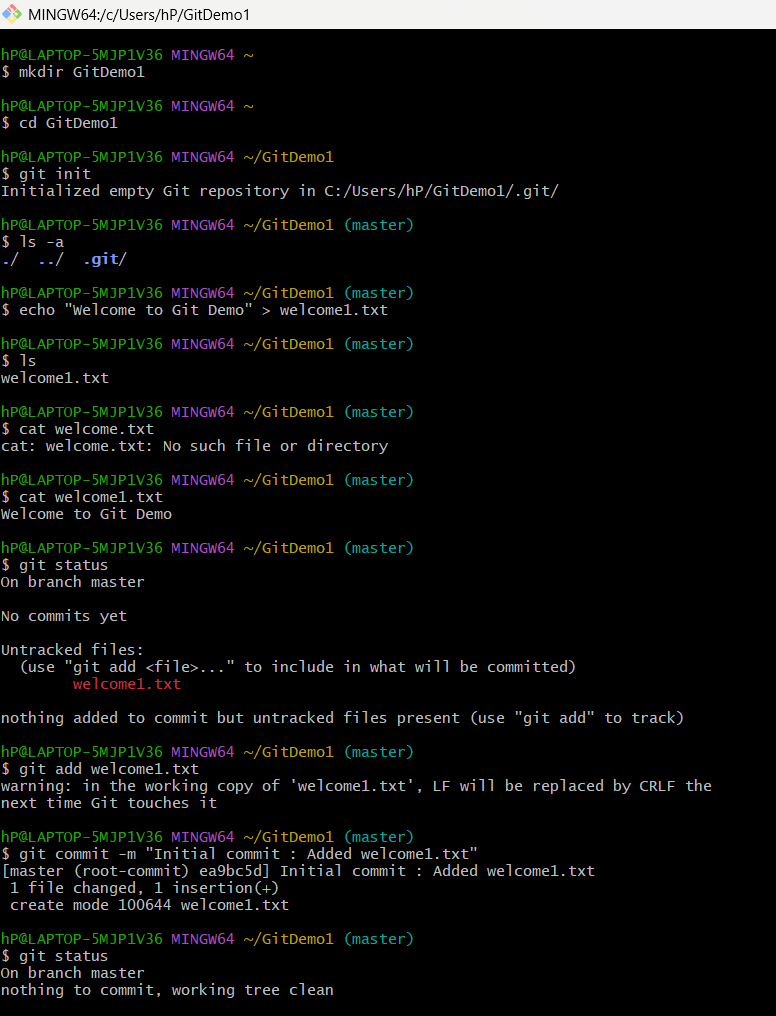 MINGW64:/c/Users/hP/GitDemo1
hP@LAPTOP-5MJP1V36 MINGW64 ~
$ mkdir GitDemo1
hP@LAPTOP-5MJP1V36 MINGW64 ~
$ cd GitDemo1
hP@LAPTOP-5MJP1V36 MINGW64 ~/GitDemo1
$ git init
Initialized empty Git repository in C:/Users/hP/GitDemo1/.git/
hP@LAPTOP-5MJP1V36 MINGW64 ~/GitDemo1 (master)
$ ls -a
./  ../  .git/
hP@LAPTOP-5MJP1V36 MINGW64 ~/GitDemo1 (master)
$ echo "Welcome to Git Demo" > welcome1.txt
hP@LAPTOP-5MJP1V36 MINGW64 ~/GitDemo1 (master)
$ ls
welcome1.txt
hP@LAPTOP-5MJP1V36 MINGW64 ~/GitDemo1 (master)
$ cat welcome.txt
cat: welcome.txt: No such file or directory
hP@LAPTOP-5MJP1V36 MINGW64 ~/GitDemo1 (master)
$ cat welcome1.txt
Welcome to Git Demo
hP@LAPTOP-5MJP1V36 MINGW64 ~/GitDemo1 (master)
$ git status
On branch master
No commits yet
Untracked files:
  (use "git add <file>..." to include in what will be committed)
        welcome1.txt
nothing added to commit but untracked files present (use "git add" to track)
hP@LAPTOP-5MJP1V36 MINGW64 ~/GitDemo1 (master)
$ git add welcome1.txt
warning: in the working copy of 'welcome1.txt', LF will be replaced by CRLF the
next time Git touches it
hP@LAPTOP-5MJP1V36 MINGW64 ~/GitDemo1 (master)
$ git commit -m "Initial commit : Added welcome1.txt"
[master (root-commit) ea9bc5d] Initial commit : Added welcome1.txt
 1 file changed, 1 insertion(+)
 create mode 100644 welcome1.txt
hP@LAPTOP-5MJP1V36 MINGW64 ~/GitDemo1 (master)
$ git status
On branch master
nothing to commit, working tree clean